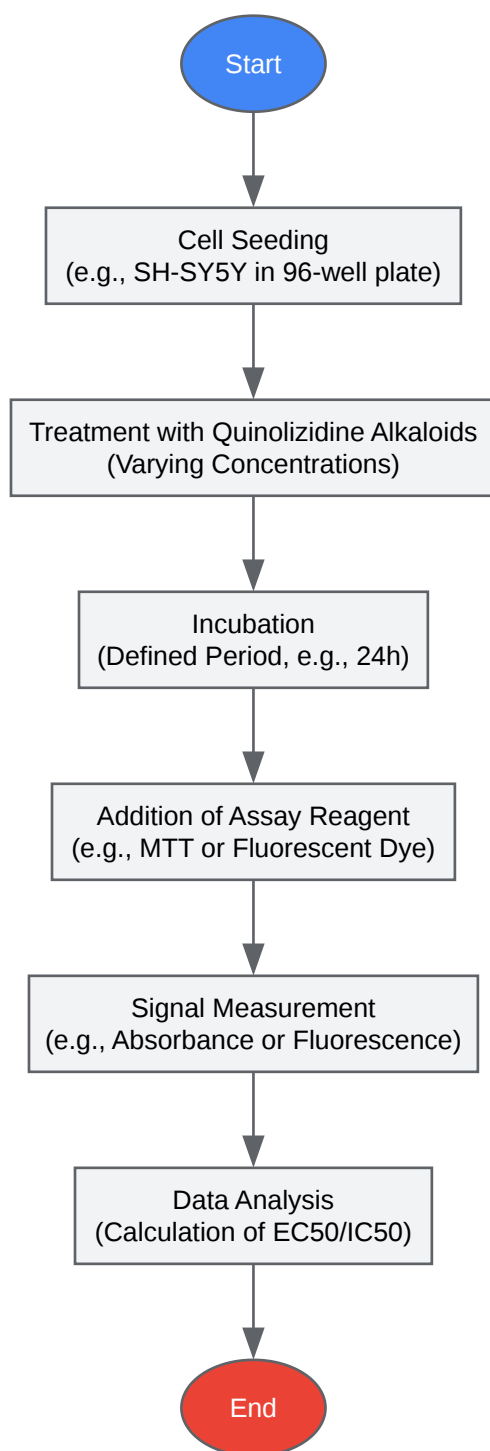 Start
Cell Seeding
(e.g., SH-SY5Y in 96-well plate)
Treatment with Quinolizidine Alkaloids
(Varying Concentrations)
Incubation
(Defined Period, e.g., 24h)
Addition of Assay Reagent
(e.g., MTT or Fluorescent Dye)
Signal Measurement
(e.g., Absorbance or Fluorescence)
Data Analysis
(Calculation of EC50/IC50)
End